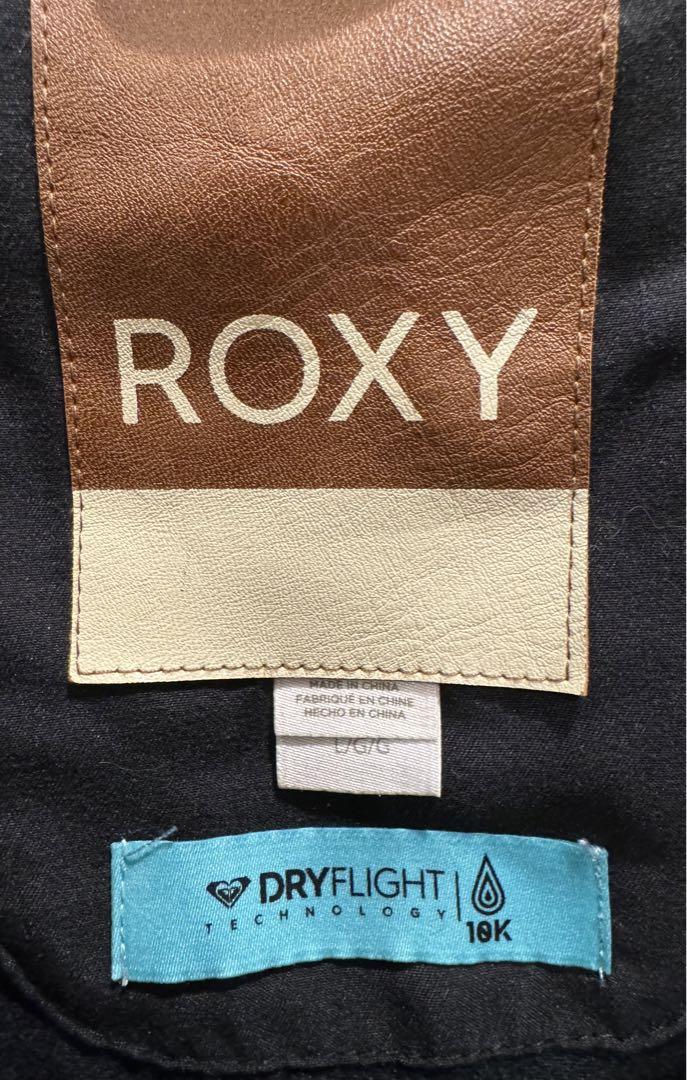 ROXY
MADE IN CHINA
FABRIQUÉ EN CHINE
HECHO EN CHINA
L/G/G
DRYFLIGHT
TECHNOLOGY
10K